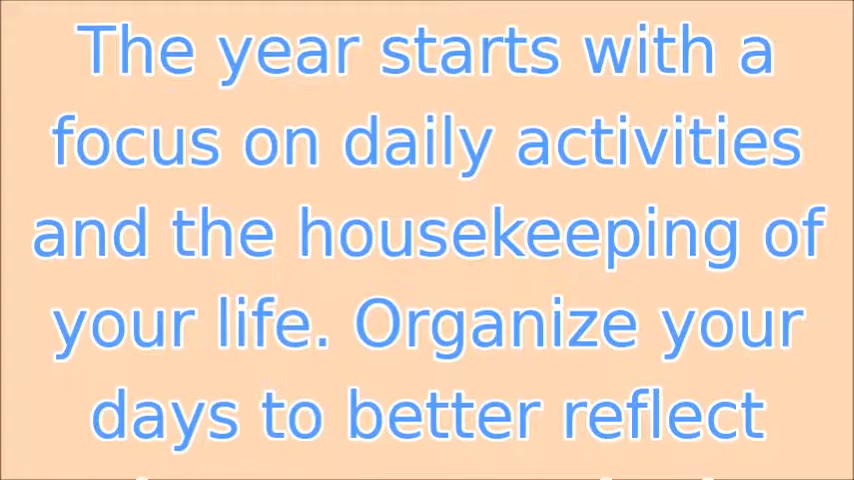 The year starts with a
focus on daily activities
and the housekeeping of
your life. Organize your
days to better reflect